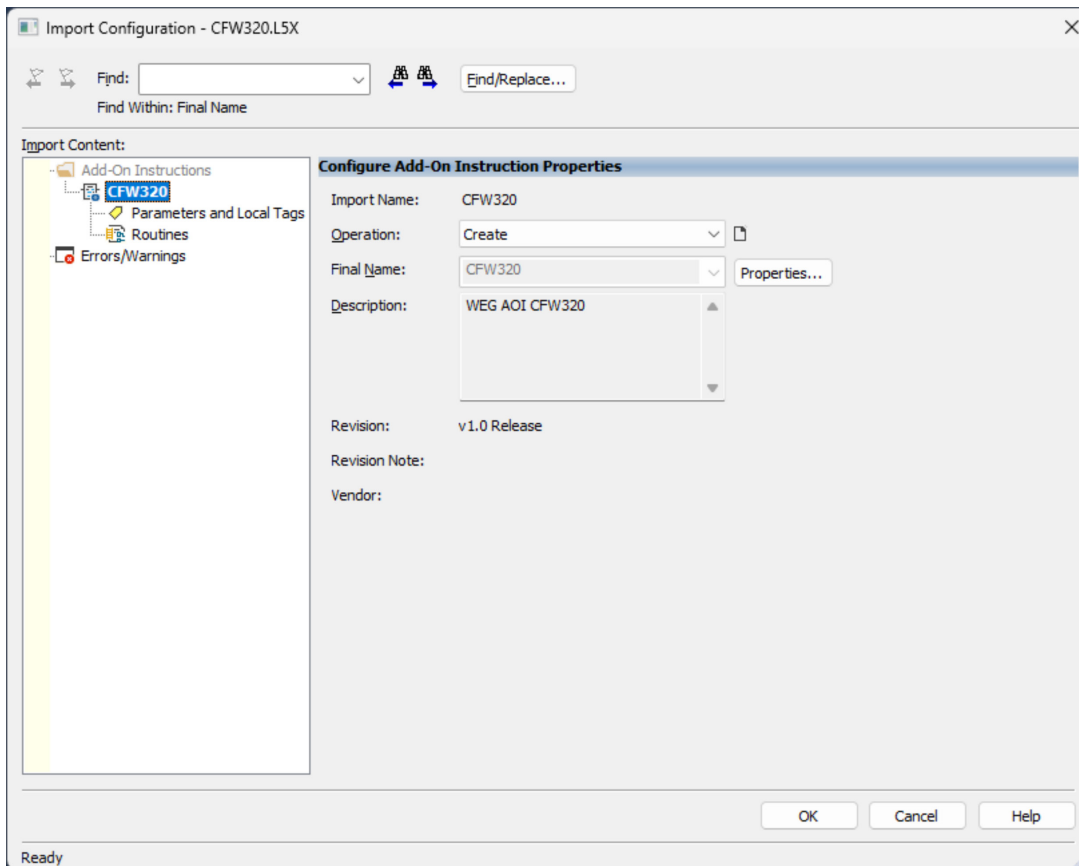 Import Configuration - CFW320.L5X
Find:
Find/Replace...
Find Within: Final Name
Import Content:
Add-On Instructions
CFW320
Parameters and Local Tags
Routines
Errors/Warnings
Configure Add-On Instruction Properties
Import Name: CFW320
Operation: Create
Final Name: CFW320 Properties...
Description: WEG AOI CFW320
Revision: v1.0 Release
Revision Note:
Vendor:
OK Cancel Help
Ready